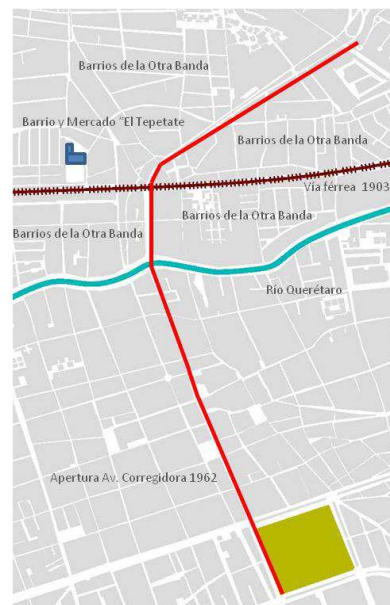 Barrios de la Otra Banda
Barrio y Mercado "El Tepetate
Barrios de la Otra Banda
Vía férrea 1903
Barrios de la Otra Banda
Barrios de la Otra Banda
Río Querétaro
Apertura Av. Corregidora 1962